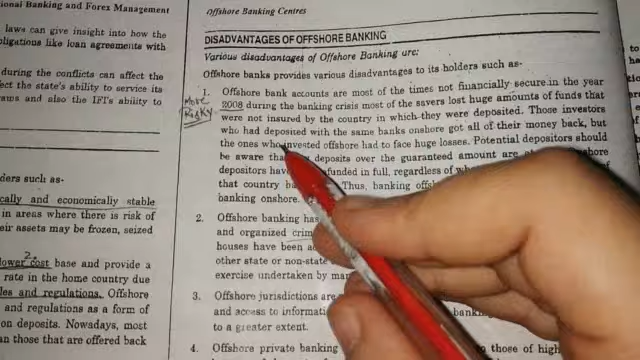 ional Banking and Forex Management
laws can give insight into how the
bligations like loan agreements with
during the conflicts can affect the
ect the state's ability to service its
aws and also the IFI's ability to
ders such as-
ically and economically stable
in areas where there is risk of
eir assets may be frozen, seized
2.
lower cost base and provide a
rate in the home country due
les and regulations. Offshore
and regulations as a form of
on deposits. Nowadays, most
an those that are offered back
Offshore Banking Centres
DISADVANTAGES OF OFFSHORE BANKING
Various disadvantages of Offshore Banking are:
Offshore banks provides various disadvantages to its holders such as-
1. Offshore bank accounts are most of the times not financially secure in the year
2008 during the banking crisis most of the savers lost huge amounts of funds that
were not insured by the country in which they were deposited. Those investors
who had deposited with the same banks onshore got all of their money back, but
the ones who invested offshore had to face huge losses. Potential depositors should
be aware deposits over the guaranteed amount are
depositors funded in full, regardless of
that country Thus, banking
banking onshore.
More
Risky
2. Offshore banking has
and organized
houses have been
other state or non-state
exercise undertaken by
3. Offshore jurisdictions are
and access to banking
to a greater extent.
4. Offshore private banking to those of high